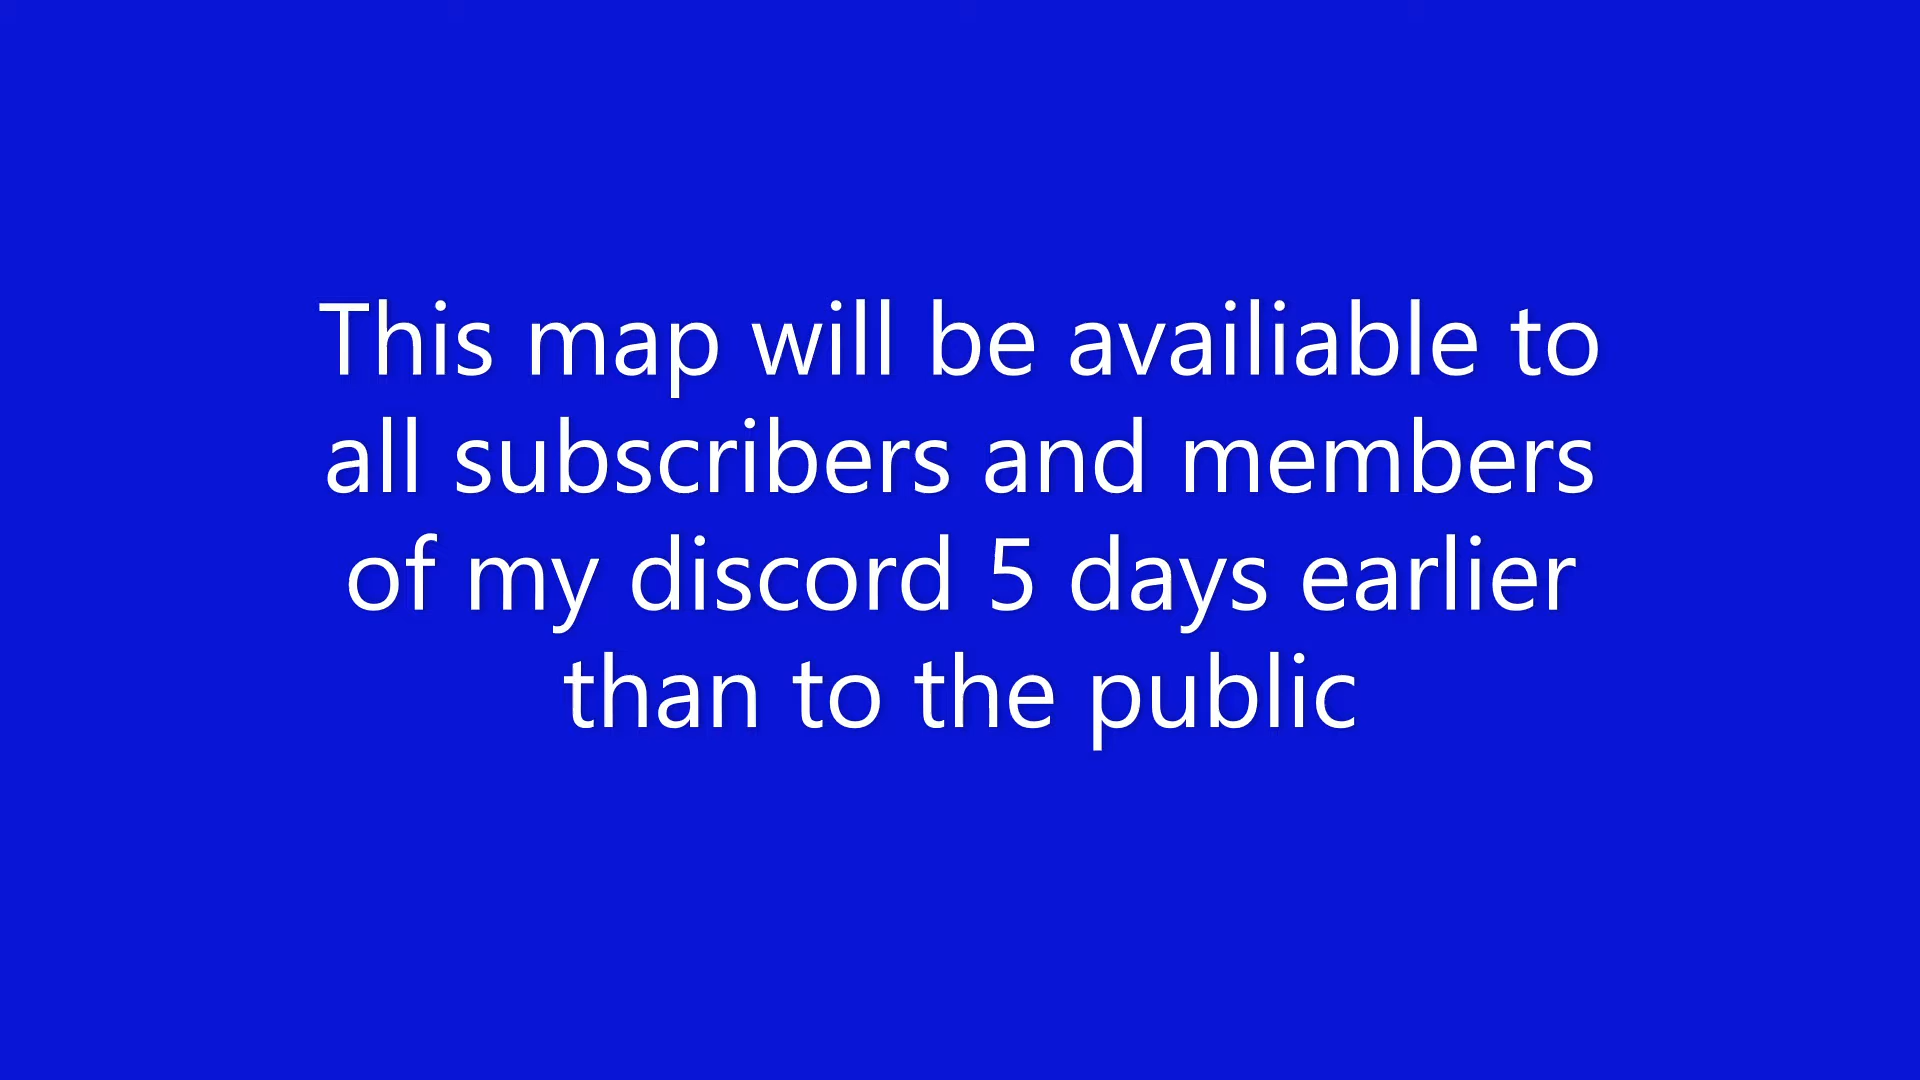 This map will be availiable to
all subscribers and members
of my discord 5 days earlier
than to the public